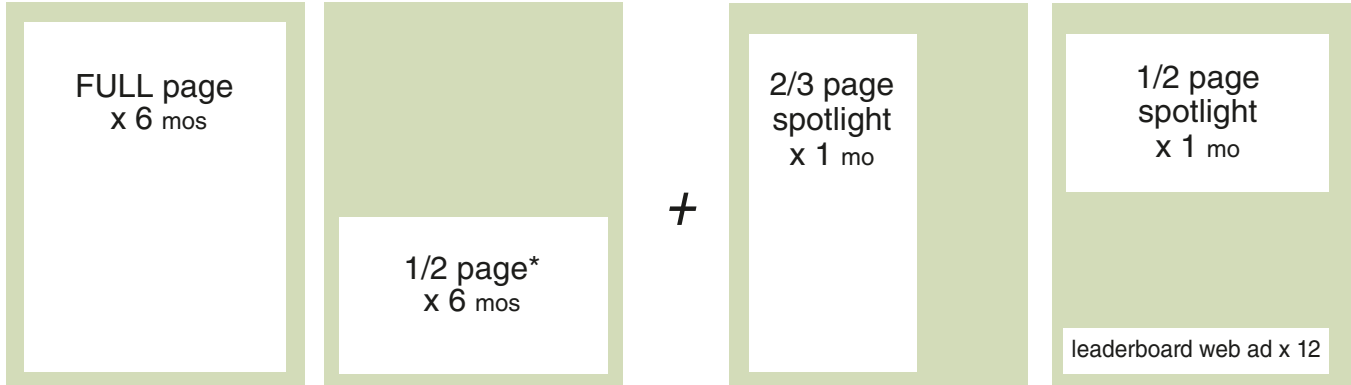 FULL page
x 6 mos
1/2 page*
x 6 mos
+
2/3 page
spotlight
x 1 mo
1/2 page
spotlight
x 1 mo
leaderboard web ad x 12